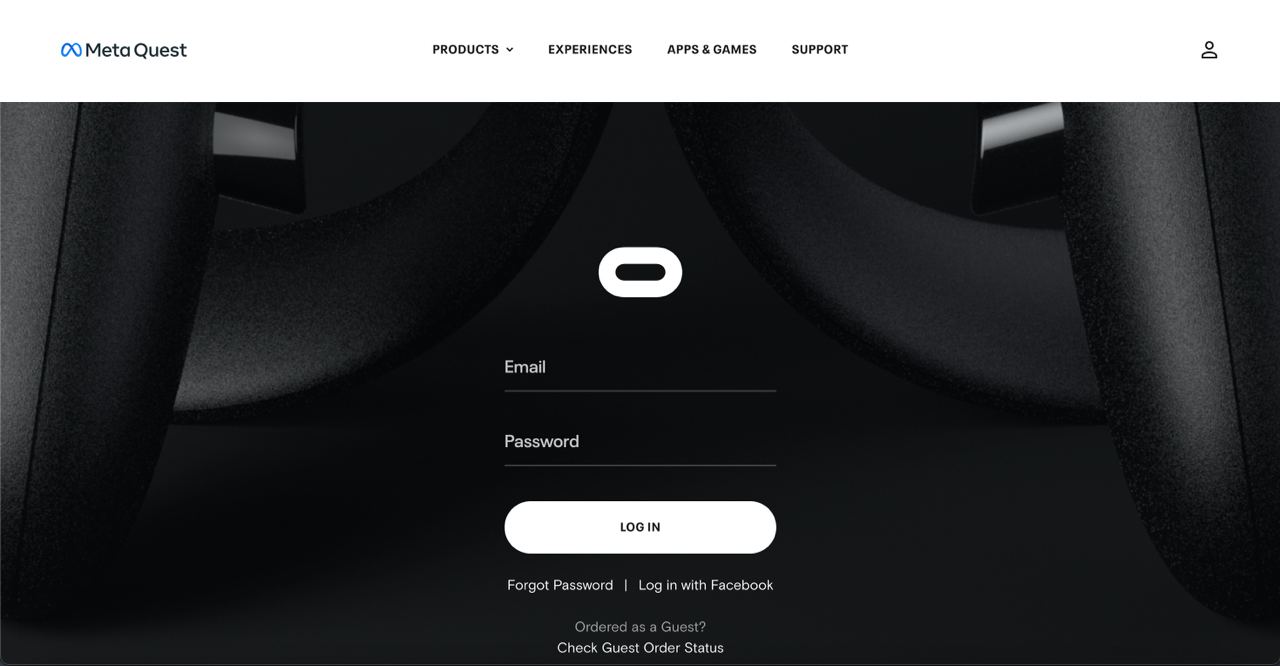 Meta Quest
PRODUCTS EXPERIENCES APPS & GAMES SUPPORT
Email
Password
LOG IN
Forgot Password | Log in with Facebook
Ordered as a Guest?
Check Guest Order Status